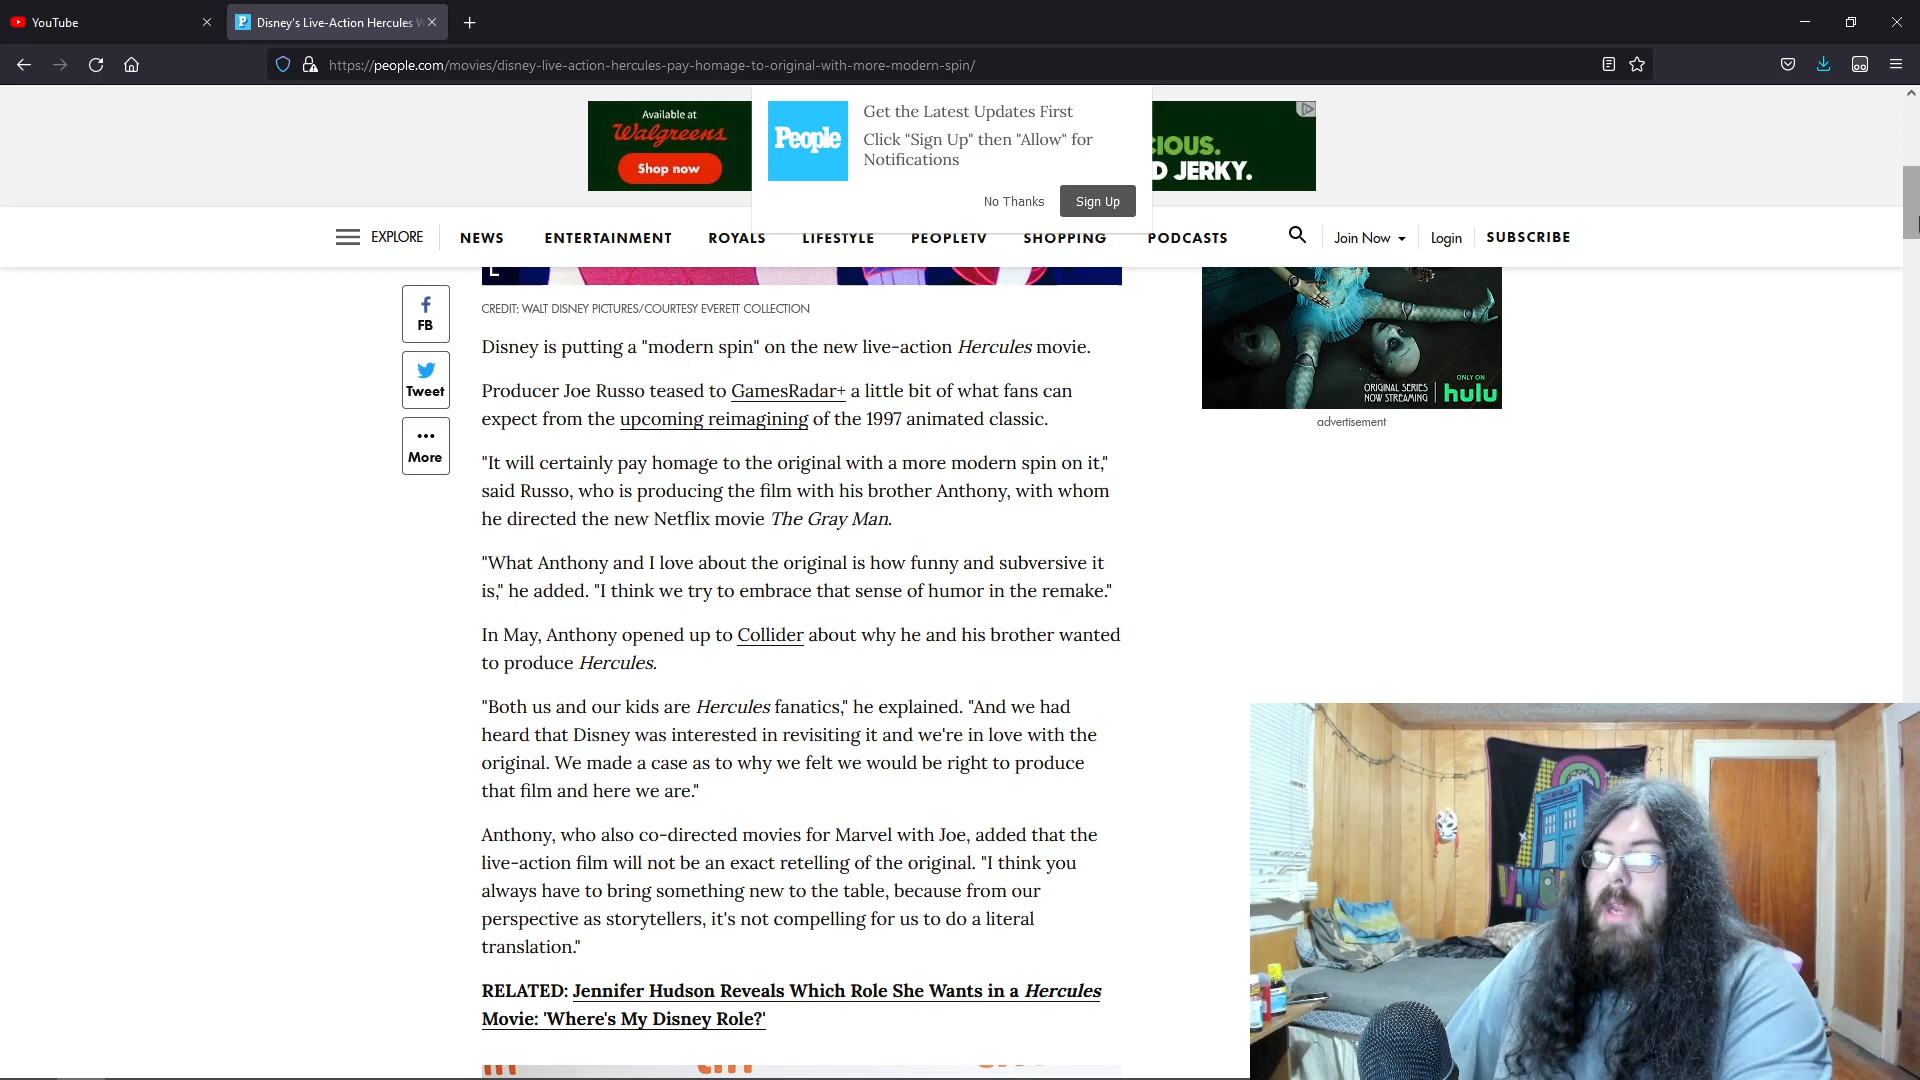 YouTube
Disney's Live-Action Hercules W
https://people.com/movies/disney-live-action-hercules-pay-homage-to-original-with-more-modern-spin/
Available at
Walgreens
Shop now
People
Get the Latest Updates First
Click "Sign Up" then "Allow" for
Notifications
No Thanks
Sign Up
CIOUS.
D JERKY.
EXPLORE
NEWS
ENTERTAINMENT
ROYALS
LIFESTYLE
PEOPLETV
SHOPPING
PODCASTS
Join Now
Login
SUBSCRIBE
L
CREDIT: WALT DISNEY PICTURES/COURTESY EVERETT COLLECTION
FB
Tweet
More
Disney is putting a "modern spin" on the new live-action Hercules movie.
Producer Joe Russo teased to GamesRadar+ a little bit of what fans can
expect from the upcoming reimagining of the 1997 animated classic.
"It will certainly pay homage to the original with a more modern spin on it,"
said Russo, who is producing the film with his brother Anthony, with whom
he directed the new Netflix movie The Gray Man.
"What Anthony and I love about the original is how funny and subversive it
is," he added. "I think we try to embrace that sense of humor in the remake."
In May, Anthony opened up to Collider about why he and his brother wanted
to produce Hercules.
"Both us and our kids are Hercules fanatics," he explained. "And we had
heard that Disney was interested in revisiting it and we're in love with the
original. We made a case as to why we felt we would be right to produce
that film and here we are."
Anthony, who also co-directed movies for Marvel with Joe, added that the
live-action film will not be an exact retelling of the original. "I think you
always have to bring something new to the table, because from our
perspective as storytellers, it's not compelling for us to do a literal
translation."
RELATED: Jennifer Hudson Reveals Which Role She Wants in a Hercules
Movie: 'Where's My Disney Role?'
ORIGINAL SERIES
NOW STREAMING
ONLY ON
hulu
advertisement